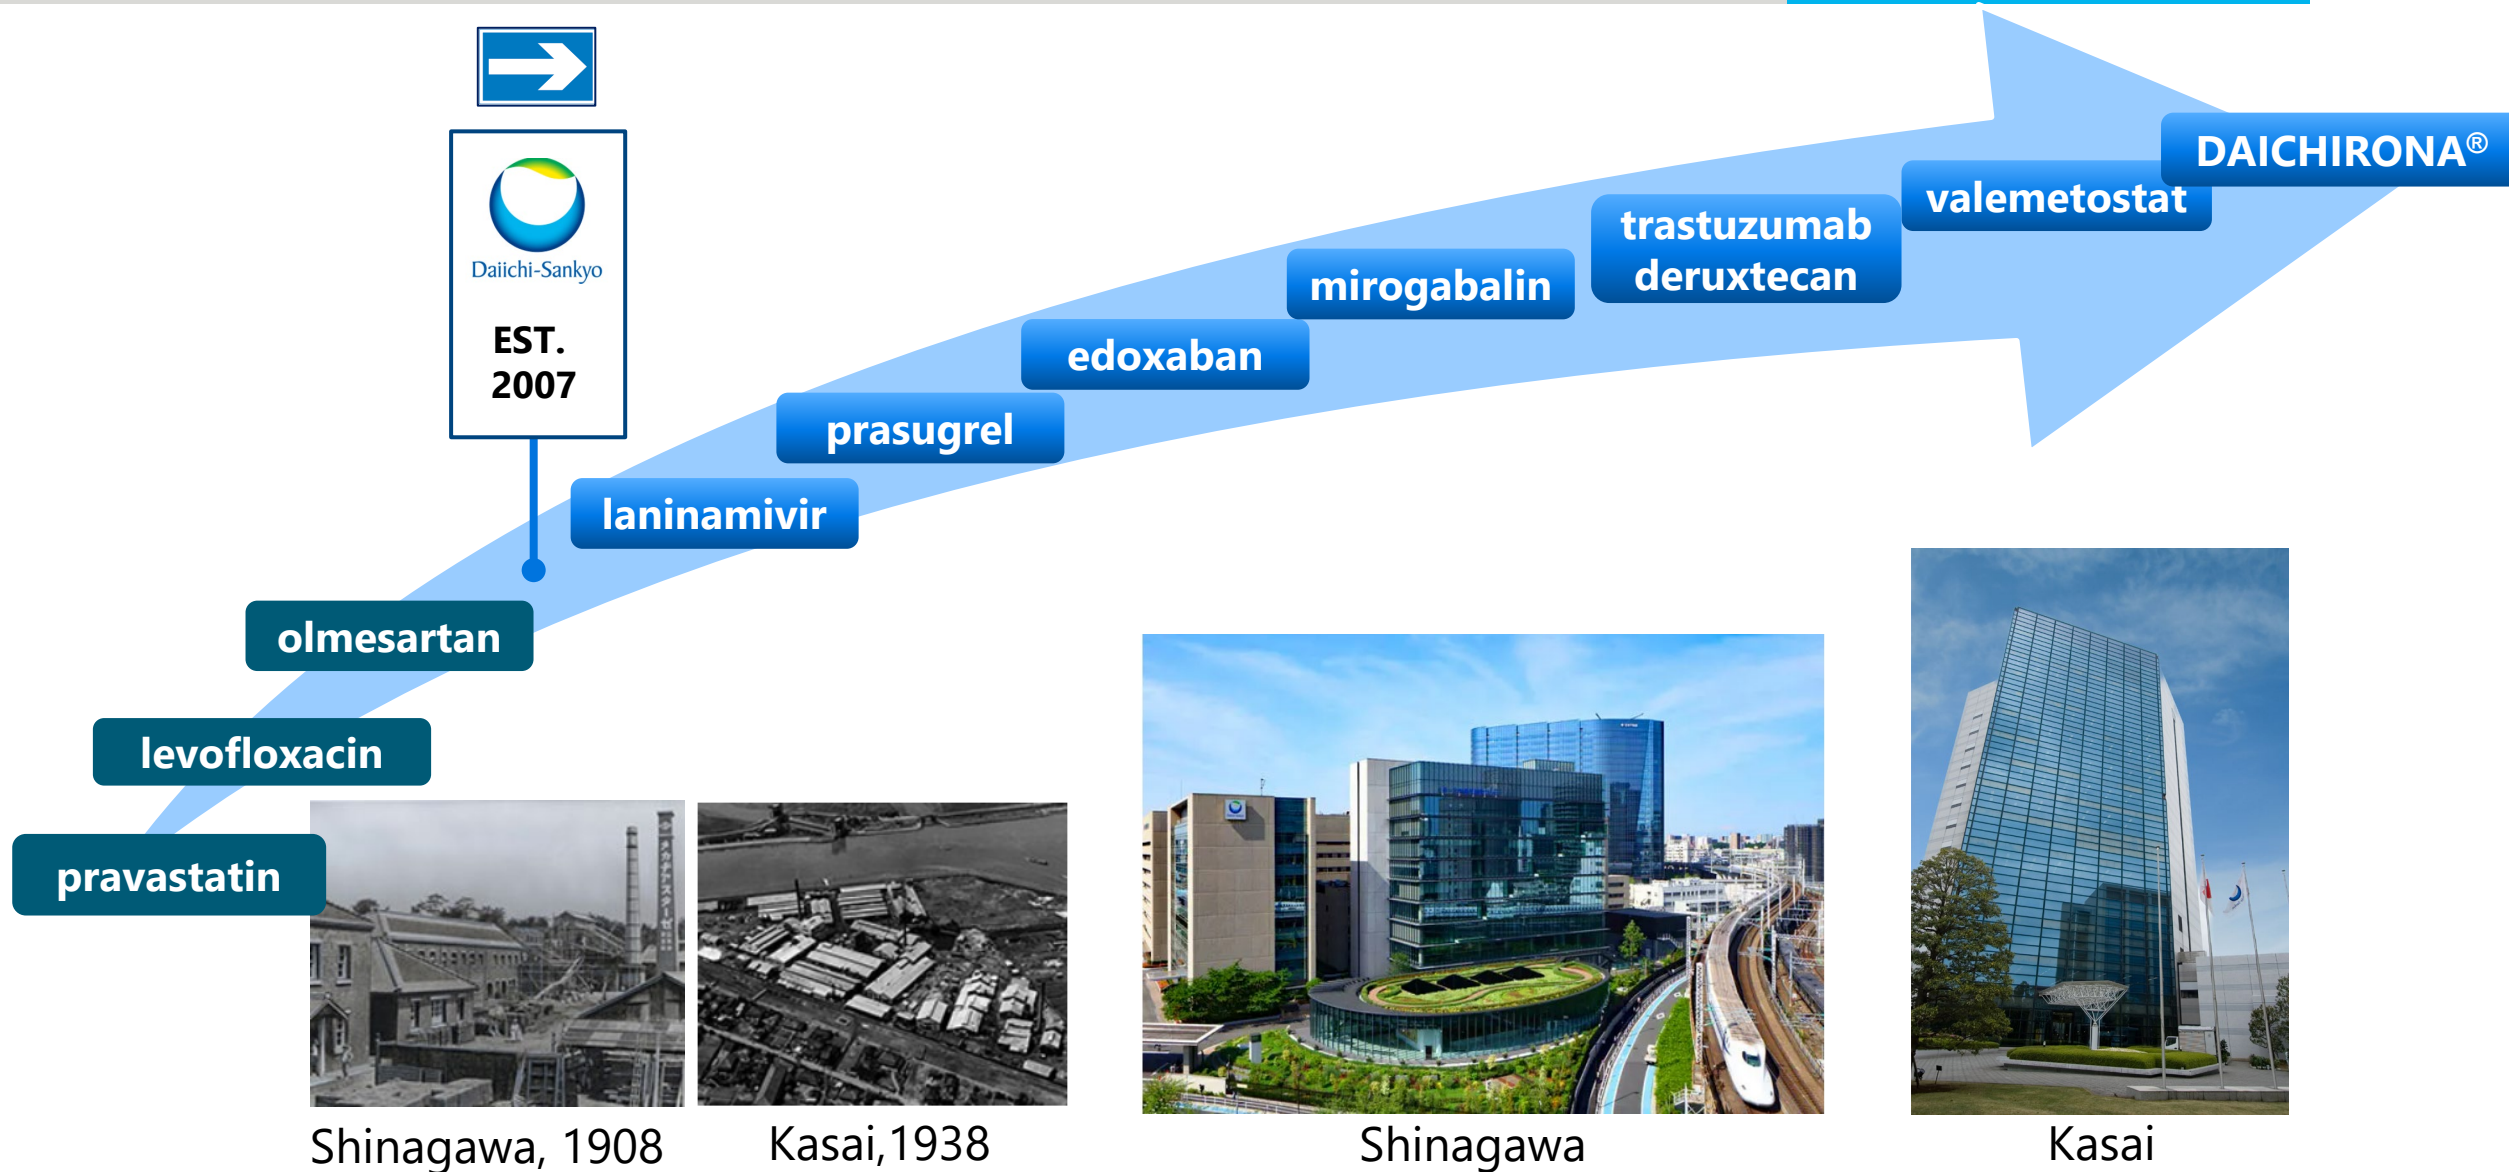 Daiichi-Sankyo
EST.
2007
DAICHIRONA®
valemetostat
trastuzumab
deruxtecan
mirogabalin
edoxaban
prasugrel
laninamivir
olmesartan
levofloxacin
pravastatin
Shinagawa, 1908
Kasai,1938
Shinagawa
Kasai